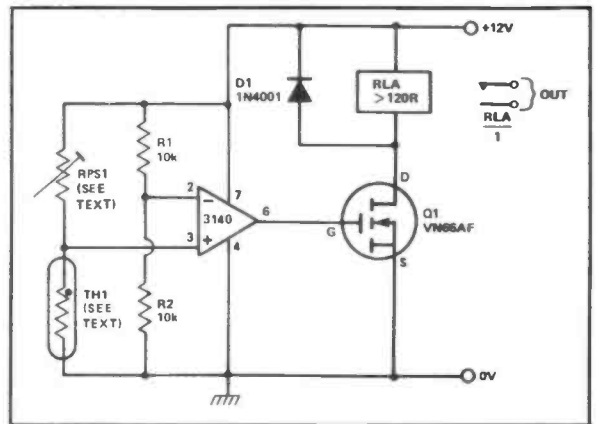 +12V
D1
1N4001
RLA
>120R
OUT
RLA
1
RPS1
(SEE
TEXT)
R1
10k
2
7
3140
6
3
4
D
G
Q1
VN66AF
S
TH1
(SEE
TEXT)
R2
10k
0V